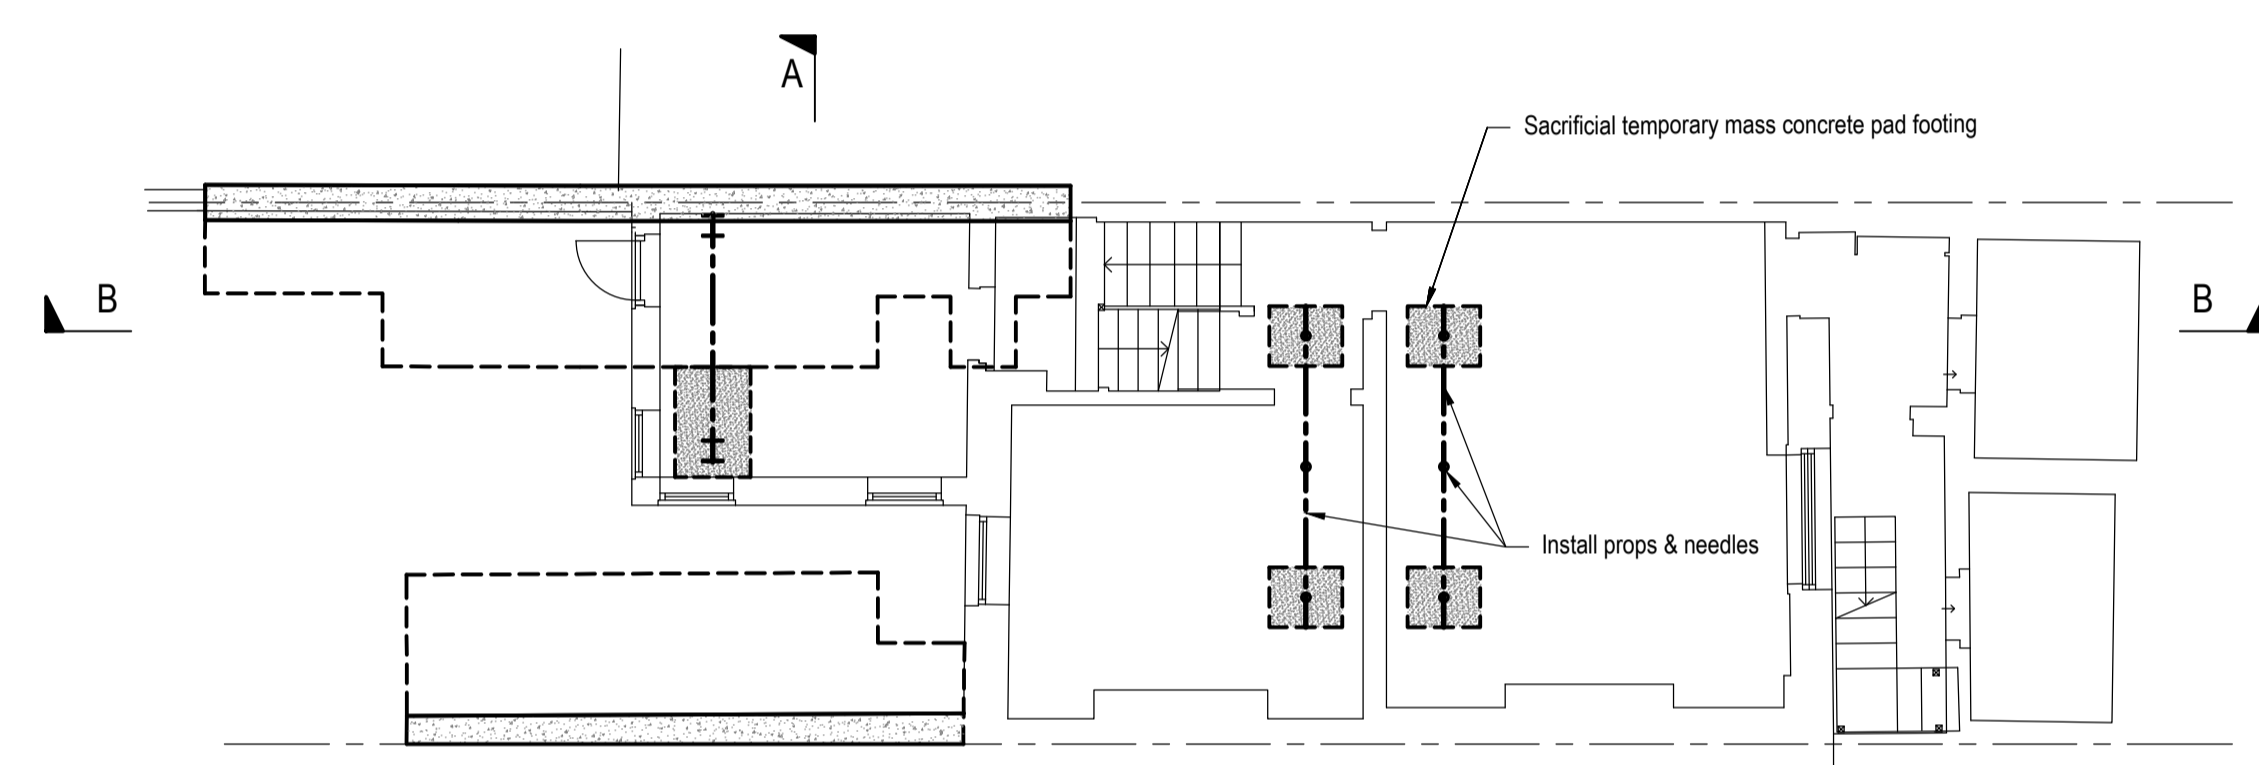 A
Sacrificial temporary mass concrete pad footing
B
B
Install props & needles